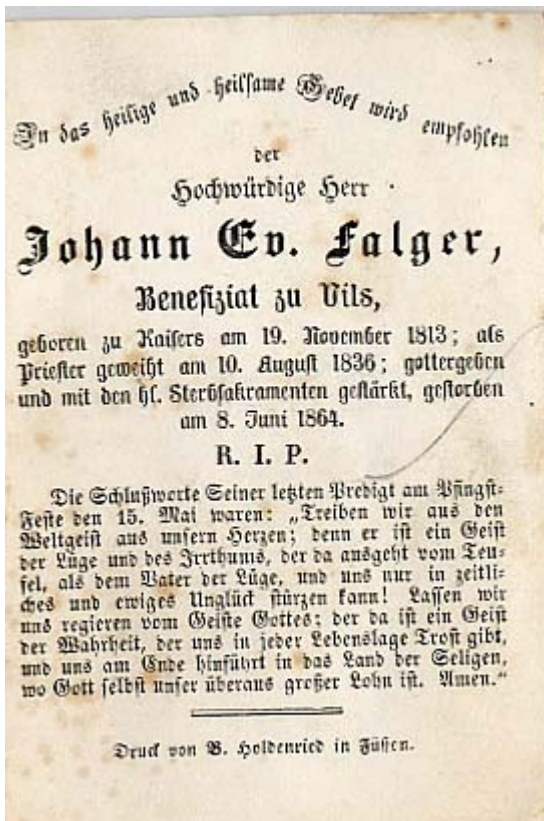 In das heilige und heilsame Gebet wird empfohlen
der
Hochwürdige Herr
Johann Ev. Falger,
Benefiziat zu Vils,
geboren zu Kaisers am 19. November 1813; als
Priester geweiht am 10. August 1836; gottergeben
und mit den hl. Sterbsakramenten gestärkt, gestorben
am 8. Juni 1864.
R. I. P.
Die Schlußworte Seiner letzten Predigt am Pfingst-
Feste den 15. Mai waren: „Treiben wir aus den
Weltgeist aus unsern Herzen; denn er ist ein Geist
der Lüge und des Irrthums, der da ausgeht vom Teu-
fel, als dem Vater der Lüge, und uns nur in zeitli-
ches und ewiges Unglück stürzen kann! Lassen wir
uns regieren vom Geiste Gottes; der da ist ein Geist
der Wahrheit, der uns in jeder Lebenslage Trost gibt,
und uns am Ende hinführt in das Land der Seligen,
wo Gott selbst unser überaus großer Lohn ist. Amen.“
Druck von B. Holdenried in Füssen.